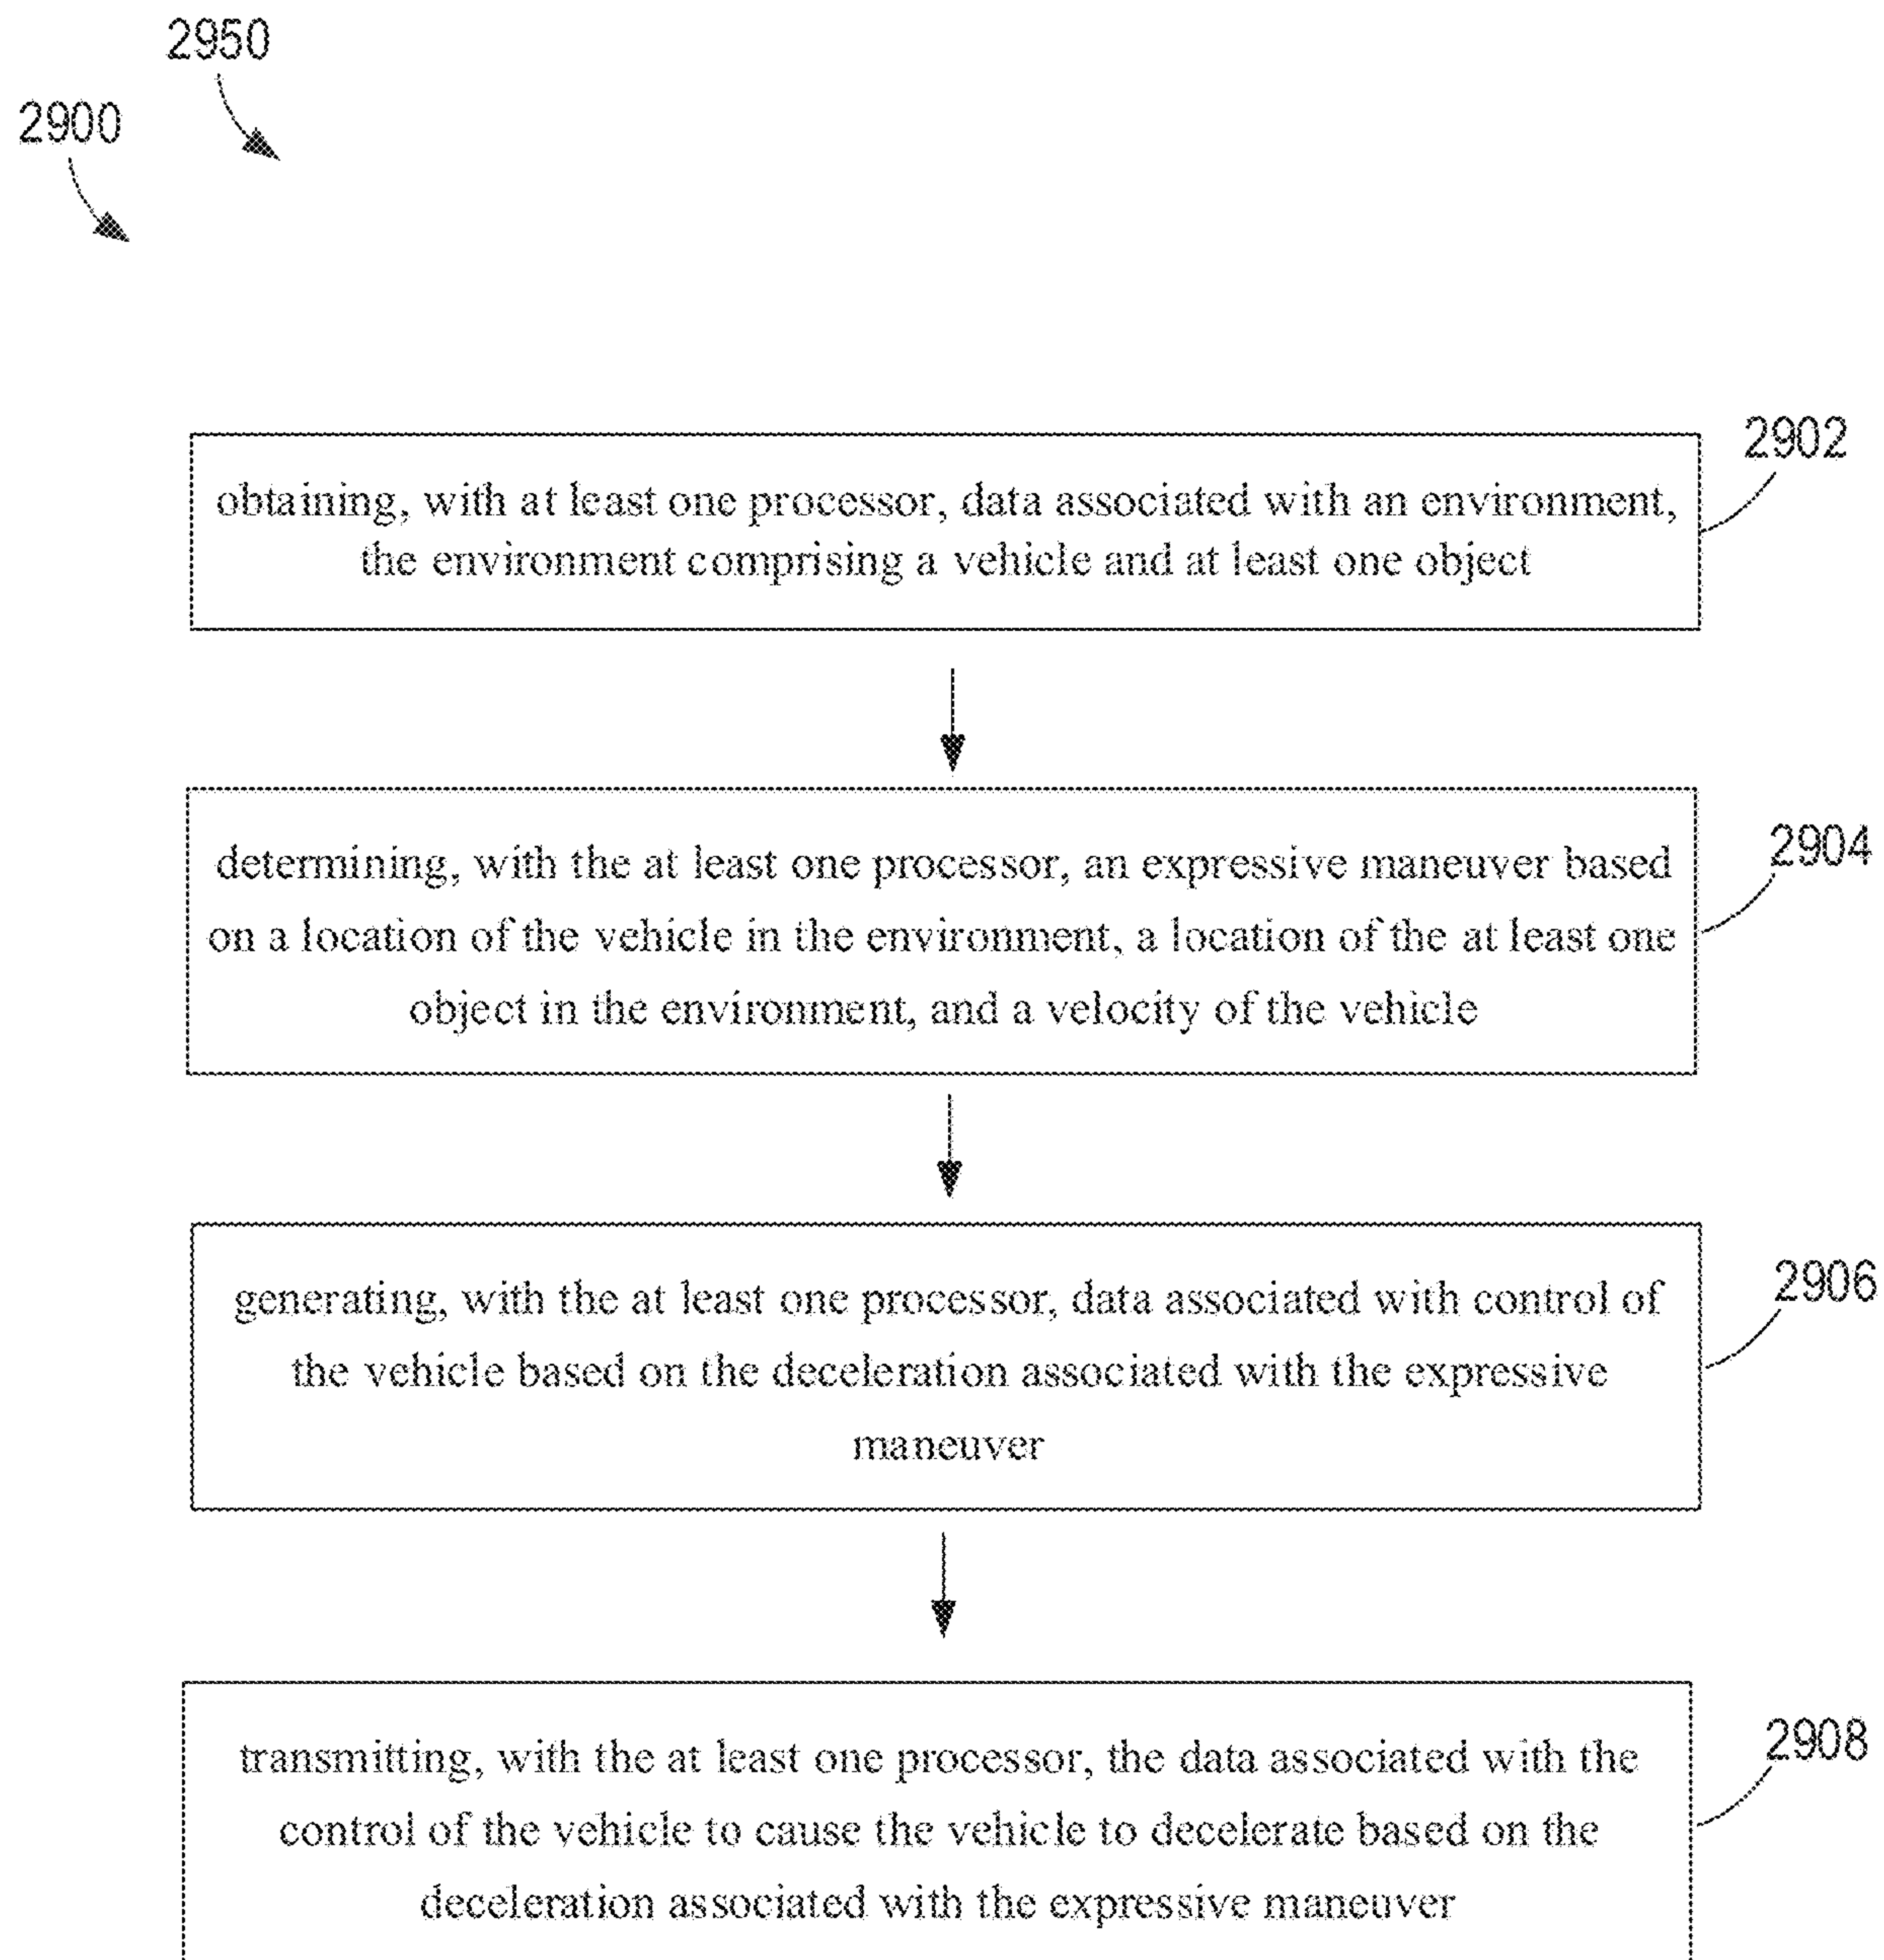 2950
2900
2902
obtaining, with at least one processor, data associated with an environment,
the environment comprising a vehicle and at least one object
2904
determining, with the at least one processor, an expressive maneuver based
on a location of the vehicle in the environment, a location of the at least one
object in the environment, and a velocity of the vehicle
2906
generating, with the at least one processor, data associated with control of
the vehicle based on the deceleration associated with the expressive
maneuver
2908
transmitting, with the at least one processor, the data associated with the
control of the vehicle to cause the vehicle to decelerate based on the
deceleration associated with the expressive maneuver